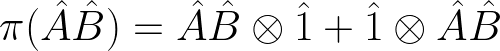 π(ÂB̂) = ÂB̂ ⊗ 1̂ + 1̂ ⊗ ÂB̂